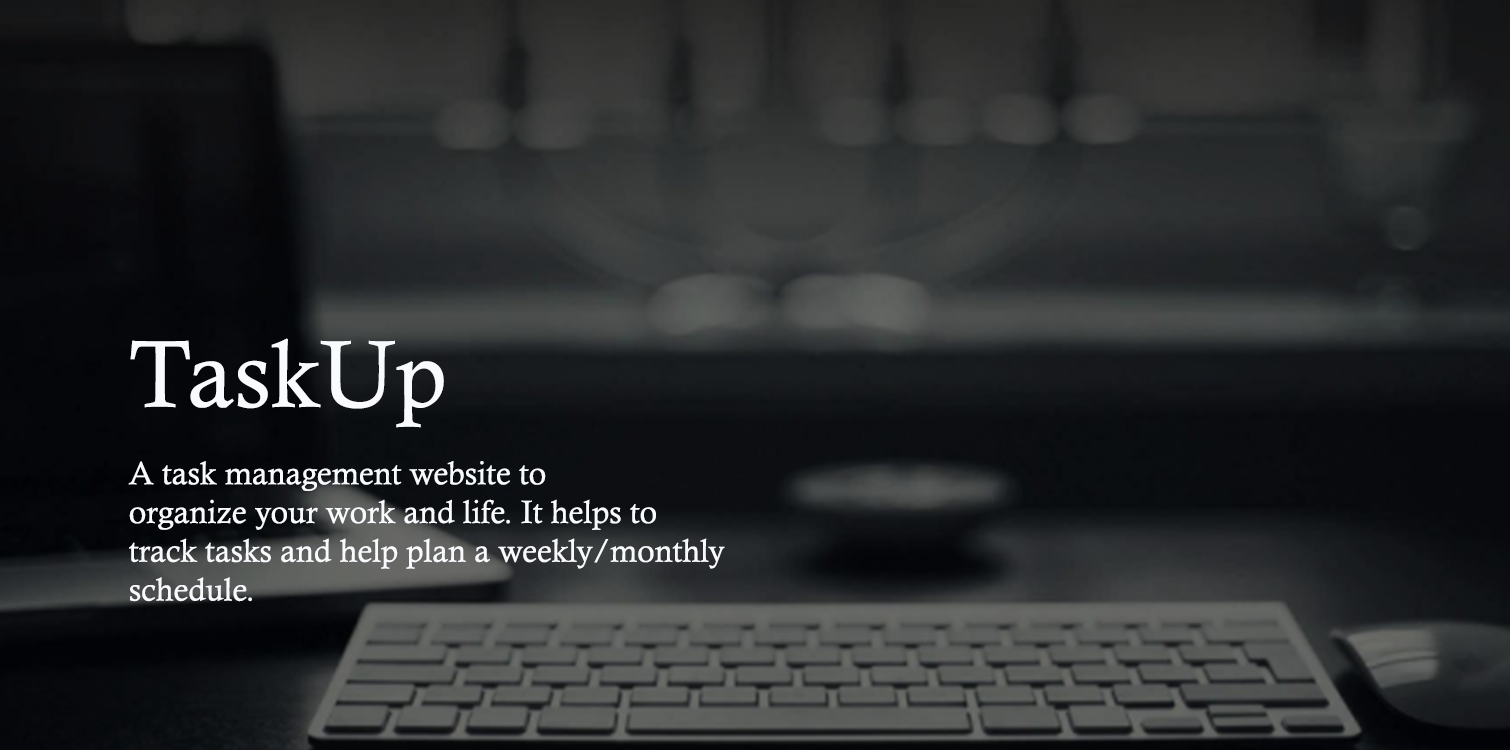 TaskUp
A task management website to
organize your work and life. It helps to
track tasks and help plan a weekly/monthly
schedule.